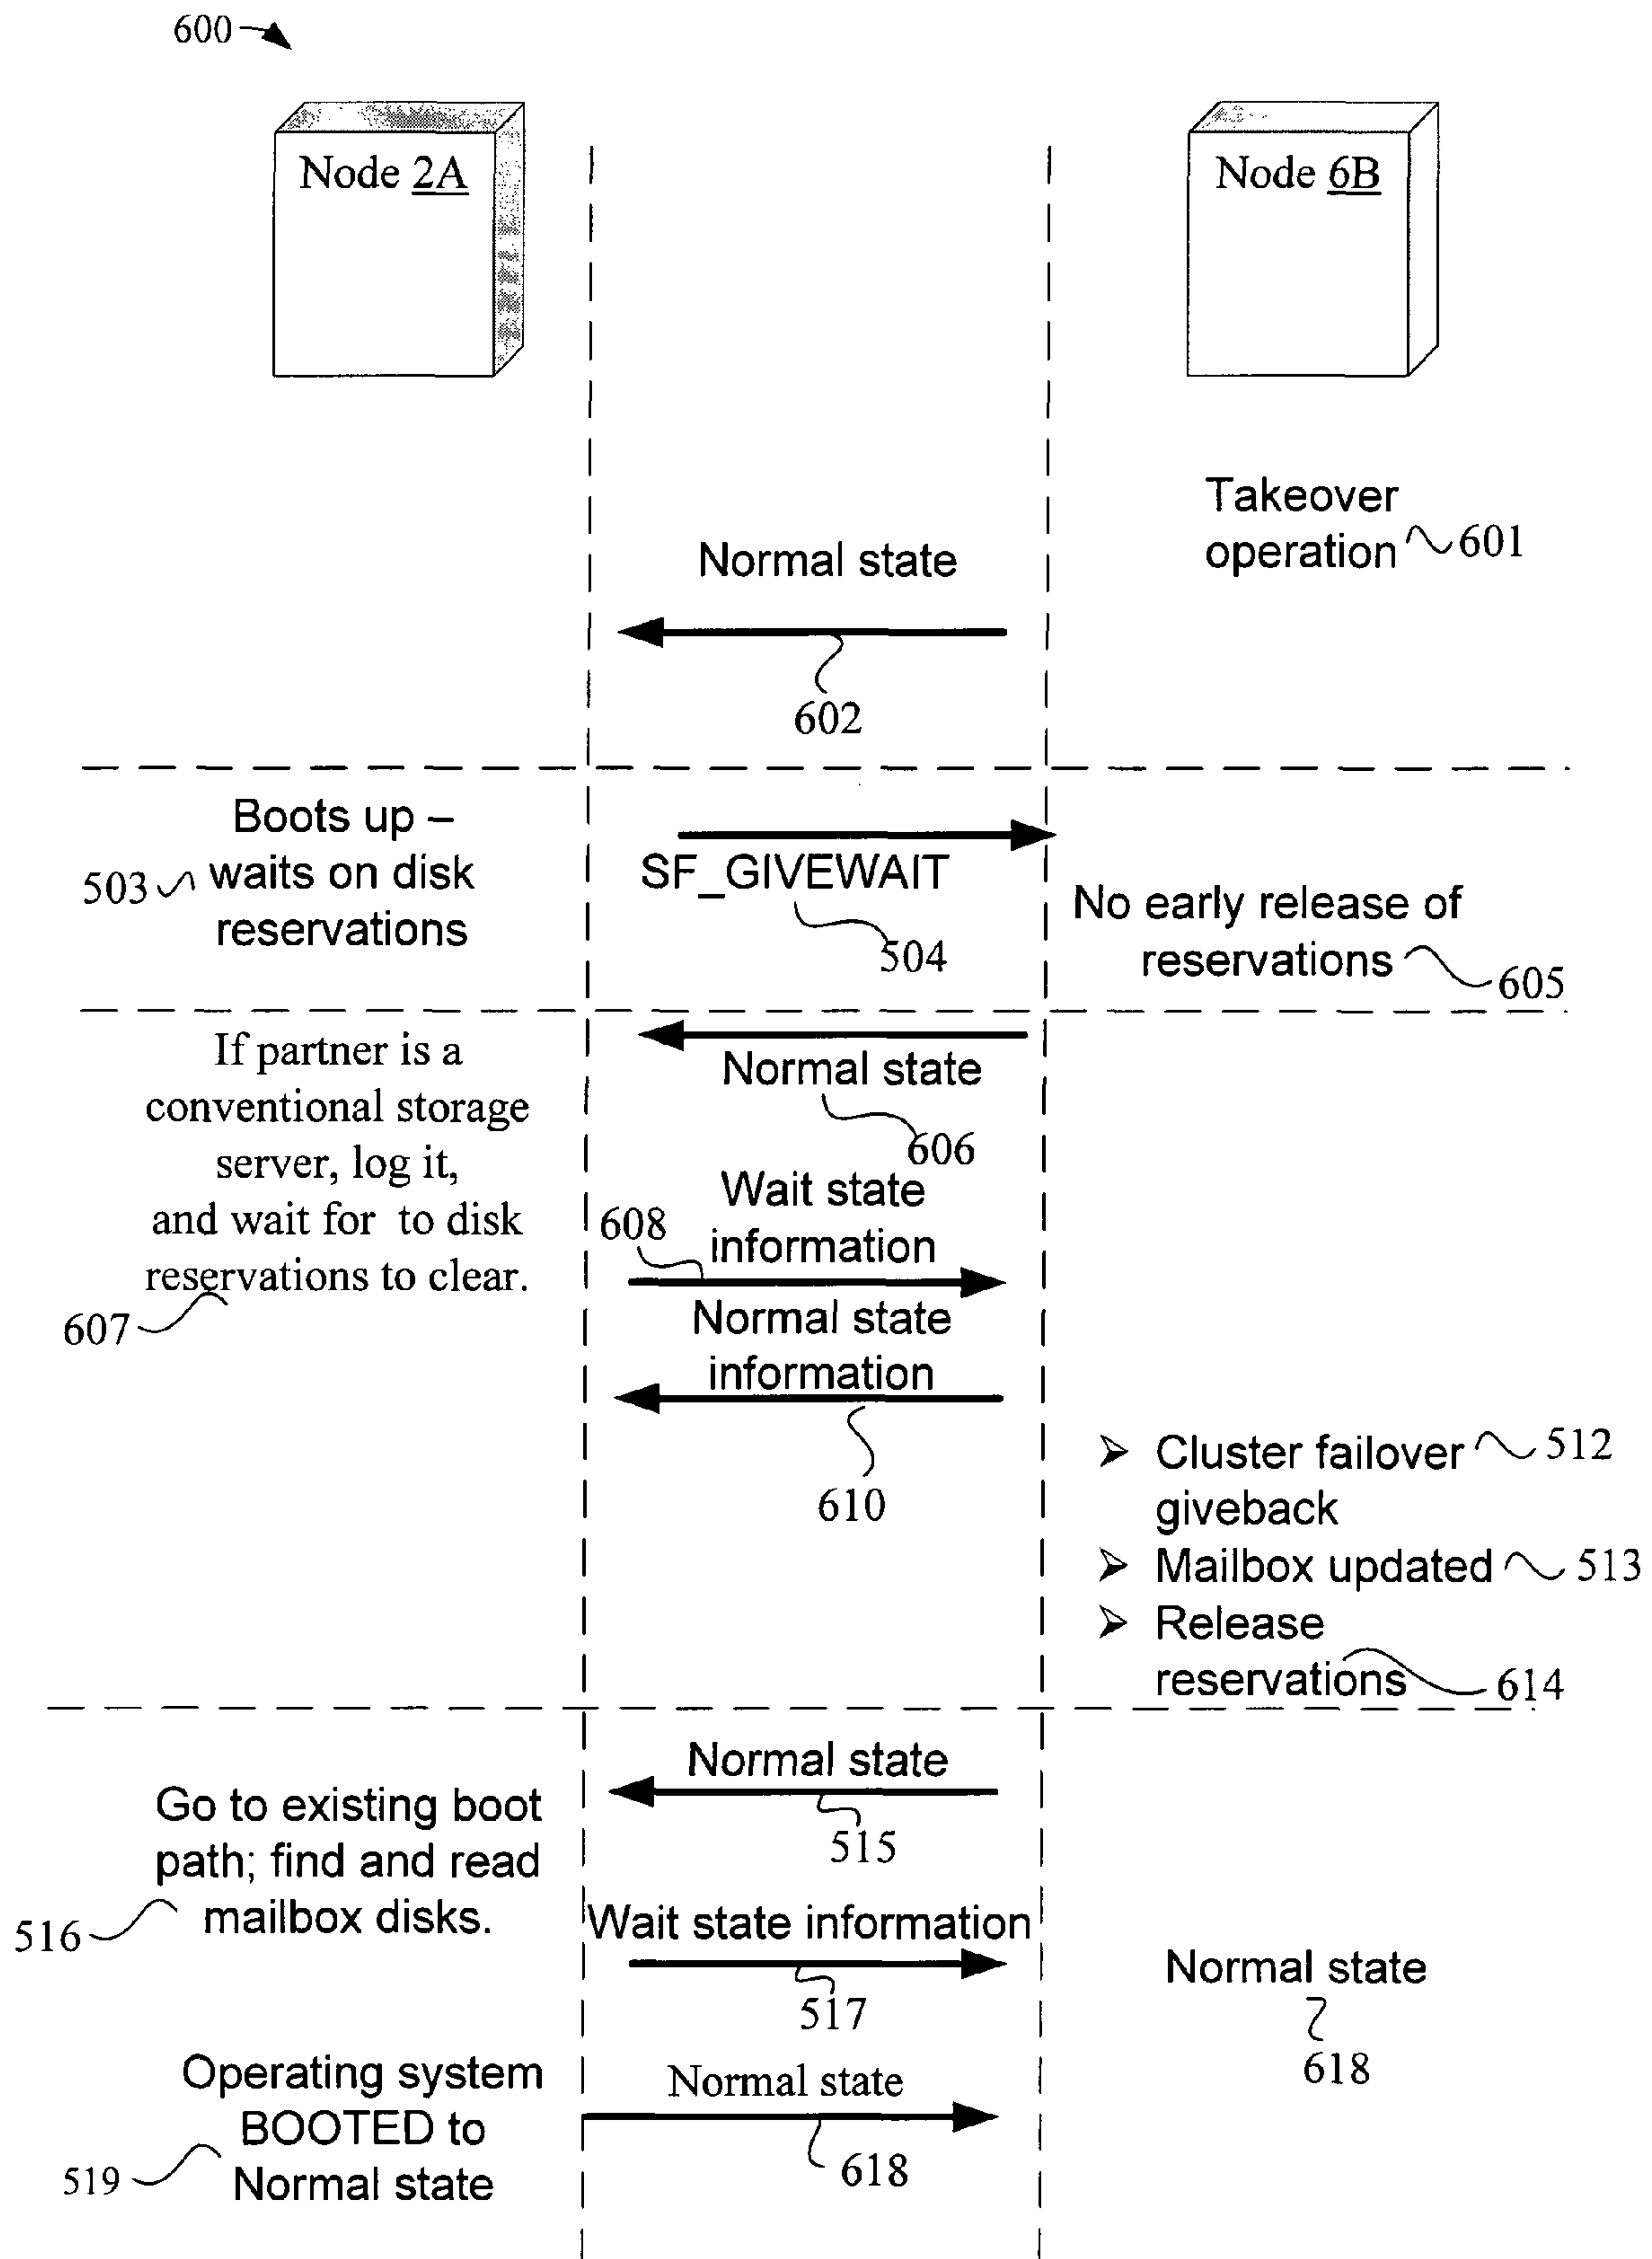 600
Node 2A
Node 6B
Takeover
operation 601
Normal state
602
Boots up –
503 waits on disk
reservations
SF_GIVEWAIT
504
No early release of
reservations
605
If partner is a
conventional storage
server, log it,
and wait for to disk
reservations to clear.
607
Normal state
606
Wait state
608 information
Normal state
information
610
➢ Cluster failover 512
giveback
➢ Mailbox updated 513
➢ Release
reservations 614
Normal state
515
Go to existing boot
path; find and read
516 mailbox disks.
Wait state information
517
Normal state
618
Operating system
BOOTED to
519 Normal state
Normal state
618